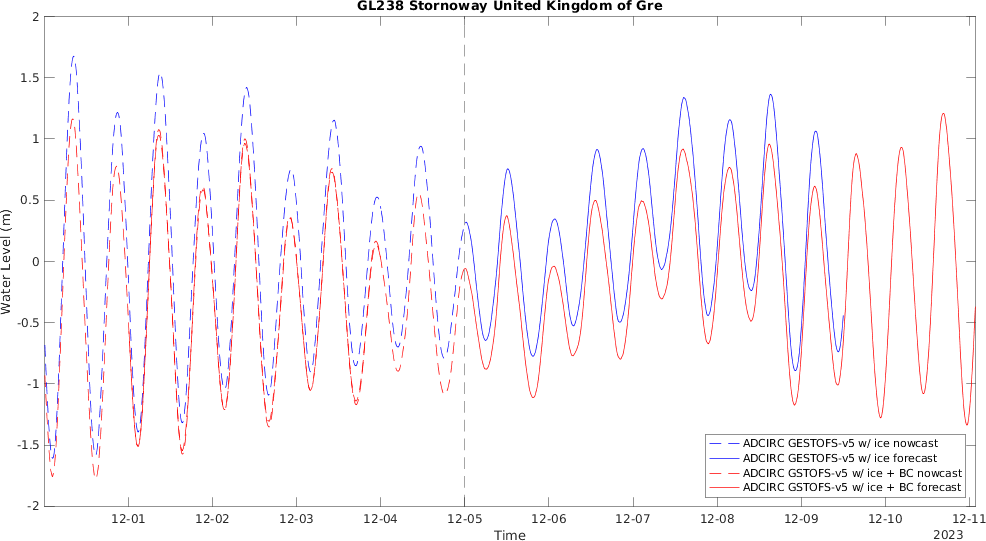 GL238 Stornoway United Kingdom of Gre
Water Level (m)
2
1.5
1
0.5
0
-0.5
-1
-1.5
-2
12-01 12-02 12-03 12-04 12-05 12-06 12-07 12-08 12-09 12-10 12-11
Time
2023
ADCIRC GESTOFS-v5 w/ ice nowcast
ADCIRC GESTOFS-v5 w/ ice forecast
ADCIRC GSTOFS-v5 w/ ice + BC nowcast
ADCIRC GSTOFS-v5 w/ ice + BC forecast